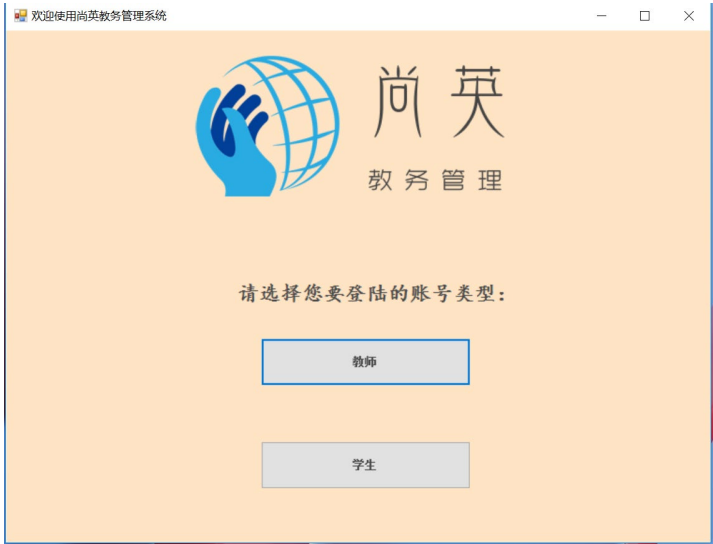 欢迎使用尚英教务管理系统
尚英
教务管理
请选择您要登陆的账号类型：
教师
学生